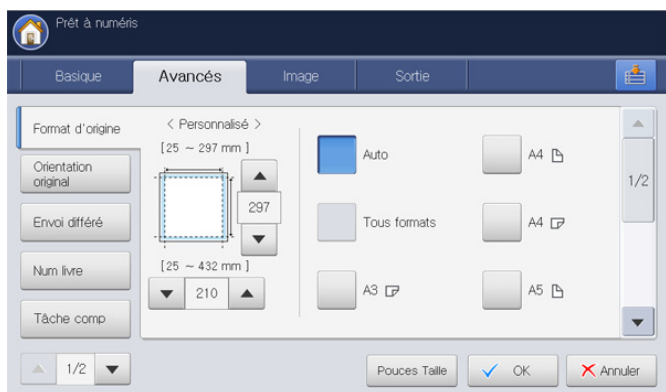 Prêt à numéris
Basique
Avancés
Image
Sortie
Format d'origine
Orientation
original
Envoi différé
Num livre
Tâche comp
1/2
< Personnalisé >
[25 ~ 297 mm ]
297
[25 ~ 432 mm ]
210
Auto
Tous formats
A3
A4
A4
A5
1/2
Pouces Taille
OK
Annuler